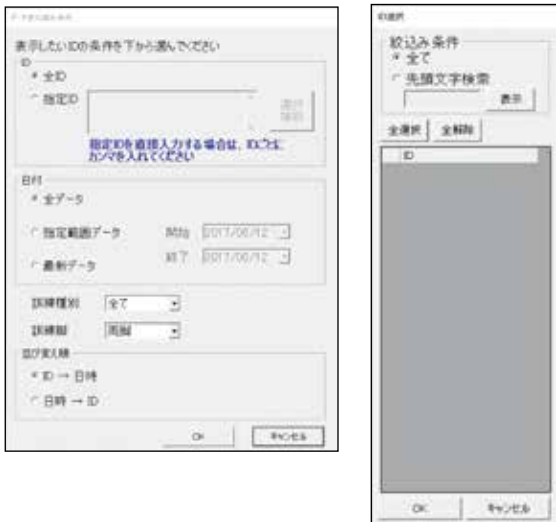 表示したいIDの条件を下から選んでください
ID
全ID
指定ID
選択
指定IDを直接入力する場合は、IDごとに
カンマを入れてください
日付
全データ
指定範囲データ
開始 2017/06/12
最新データ
終了 2017/06/12
訓練種別 全て
訓練脚 両脚
並び変え順
ID → 日時
日時 → ID
OK キャンセル
ID選択
絞込み条件
全て
先頭文字検索
表示
全選択 全解除
ID
OK キャンセル